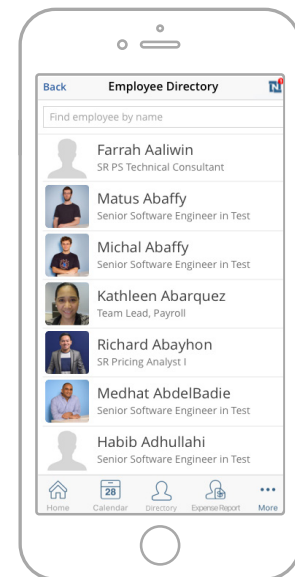 Back Employee Directory N 1
Find employee by name
Farrah Aaliwin
SR PS Technical Consultant
Matus Abaffy
Senior Software Engineer in Test
Michal Abaffy
Senior Software Engineer in Test
Kathleen Abarquez
Team Lead, Payroll
Richard Abayhon
SR Pricing Analyst I
Medhat AbdelBadie
Senior Software Engineer in Test
Habib Adhullahi
Senior Software Engineer in Test
28
Home Calendar Directory Expense Report More